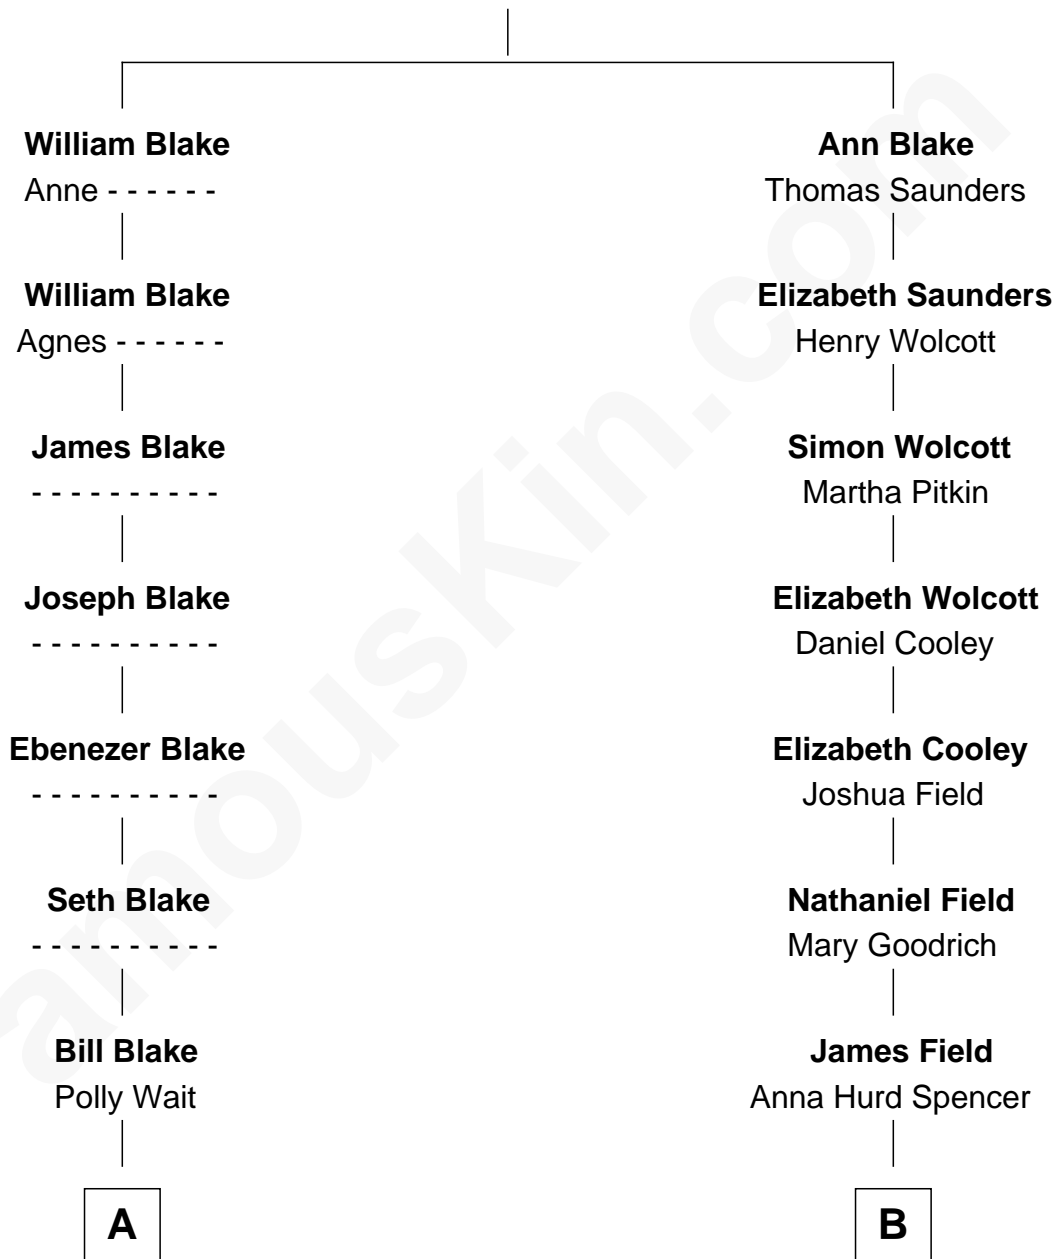 William Blake
Anne - - - - - -
William Blake
Agnes - - - - - -
James Blake
- - - - - - - - - -
Joseph Blake
- - - - - - - - - -
Ebenezer Blake
- - - - - - - - - -
Seth Blake
- - - - - - - - - -
Bill Blake
Polly Wait
A
Ann Blake
Thomas Saunders
Elizabeth Saunders
Henry Wolcott
Simon Wolcott
Martha Pitkin
Elizabeth Wolcott
Daniel Cooley
Elizabeth Cooley
Joshua Field
Nathaniel Field
Mary Goodrich
James Field
Anna Hurd Spencer
B
amousKin.com